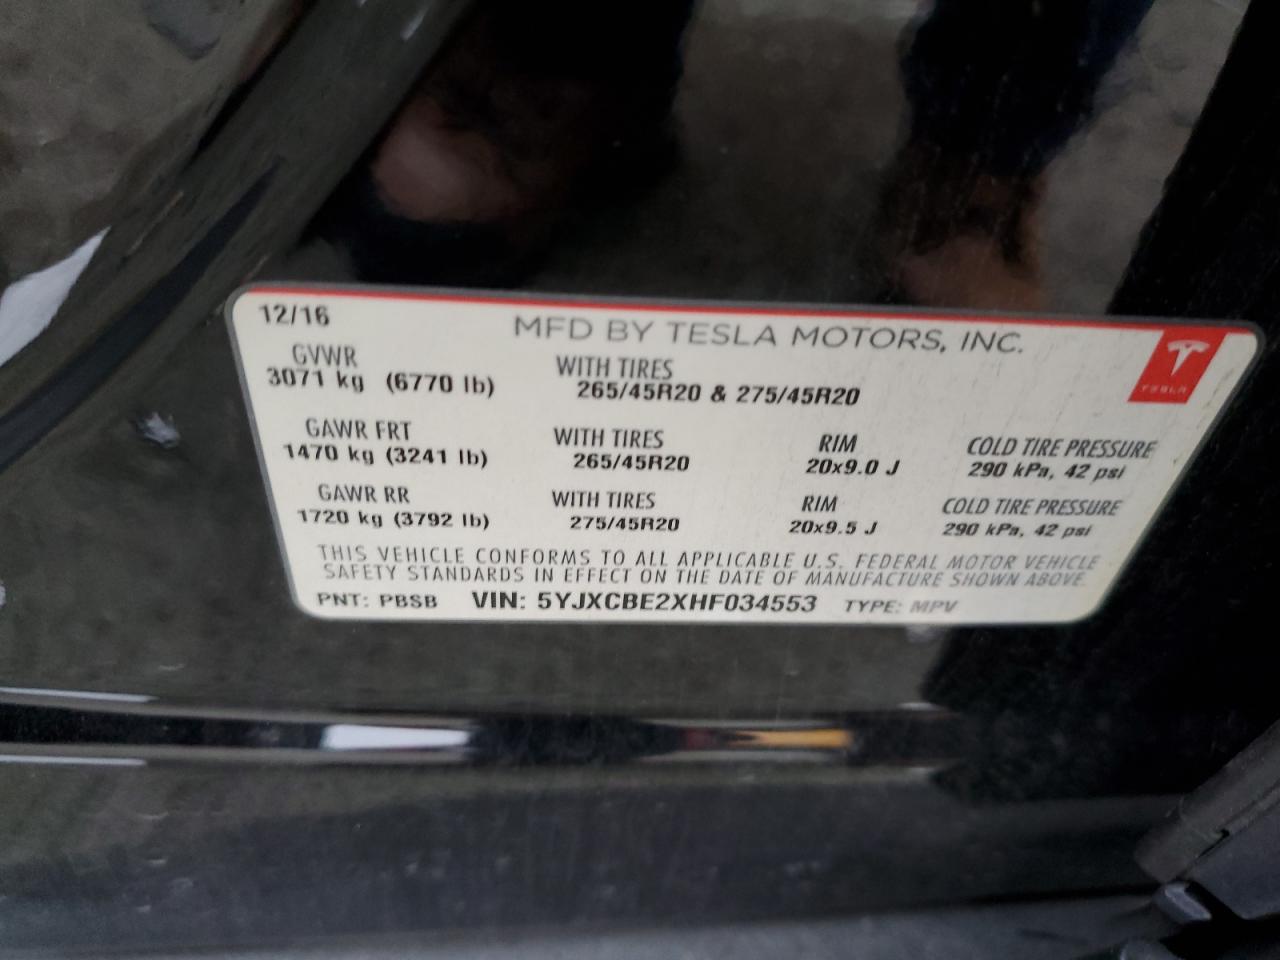 12/16
MFD BY TESLA MOTORS, INC.
TESLA
GVWR
3071 kg (6770 lb)
WITH TIRES
265/45R20 & 275/45R20
GAWR FRT
1470 kg (3241 lb)
WITH TIRES
265/45R20
RIM
20x9.0 J
COLD TIRE PRESSURE
290 kPa, 42 psi
GAWR RR
1720 kg (3792 lb)
WITH TIRES
275/45R20
RIM
20x9.5 J
COLD TIRE PRESSURE
290 kPa, 42 psi
THIS VEHICLE CONFORMS TO ALL APPLICABLE U.S. FEDERAL MOTOR VEHICLE
SAFETY STANDARDS IN EFFECT ON THE DATE OF MANUFACTURE SHOWN ABOVE.
PNT: PBSB VIN: 5YJXCBE2XHF034553 TYPE: MPV